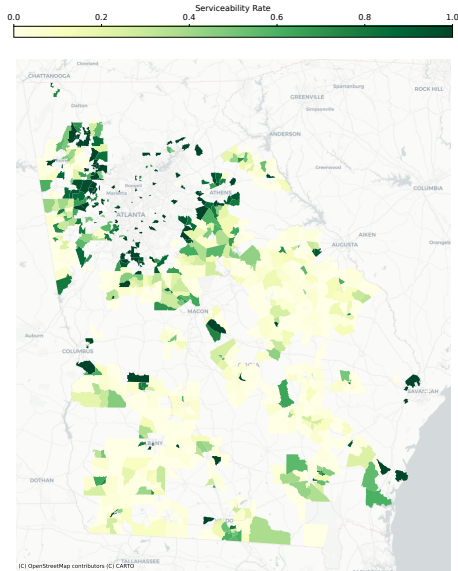 Serviceability Rate
0.0 0.2 0.4 0.6 0.8 1.0
Cleveland
CHATTANOOGA
Spartanburg
ROCK HILL
GREENVILLE
Dalton
Simpsonville
ANDERSON
Greenwood
COLUMBIA
ATHENS
ATLANTA
AIKEN
Orangeb
AUGUSTA
MACON
Auburn
COLUMBUS
SAVANNAH
DOTHAN
TALLAHASSEE
(C) OpenStreetMap contributors (C) CARTO